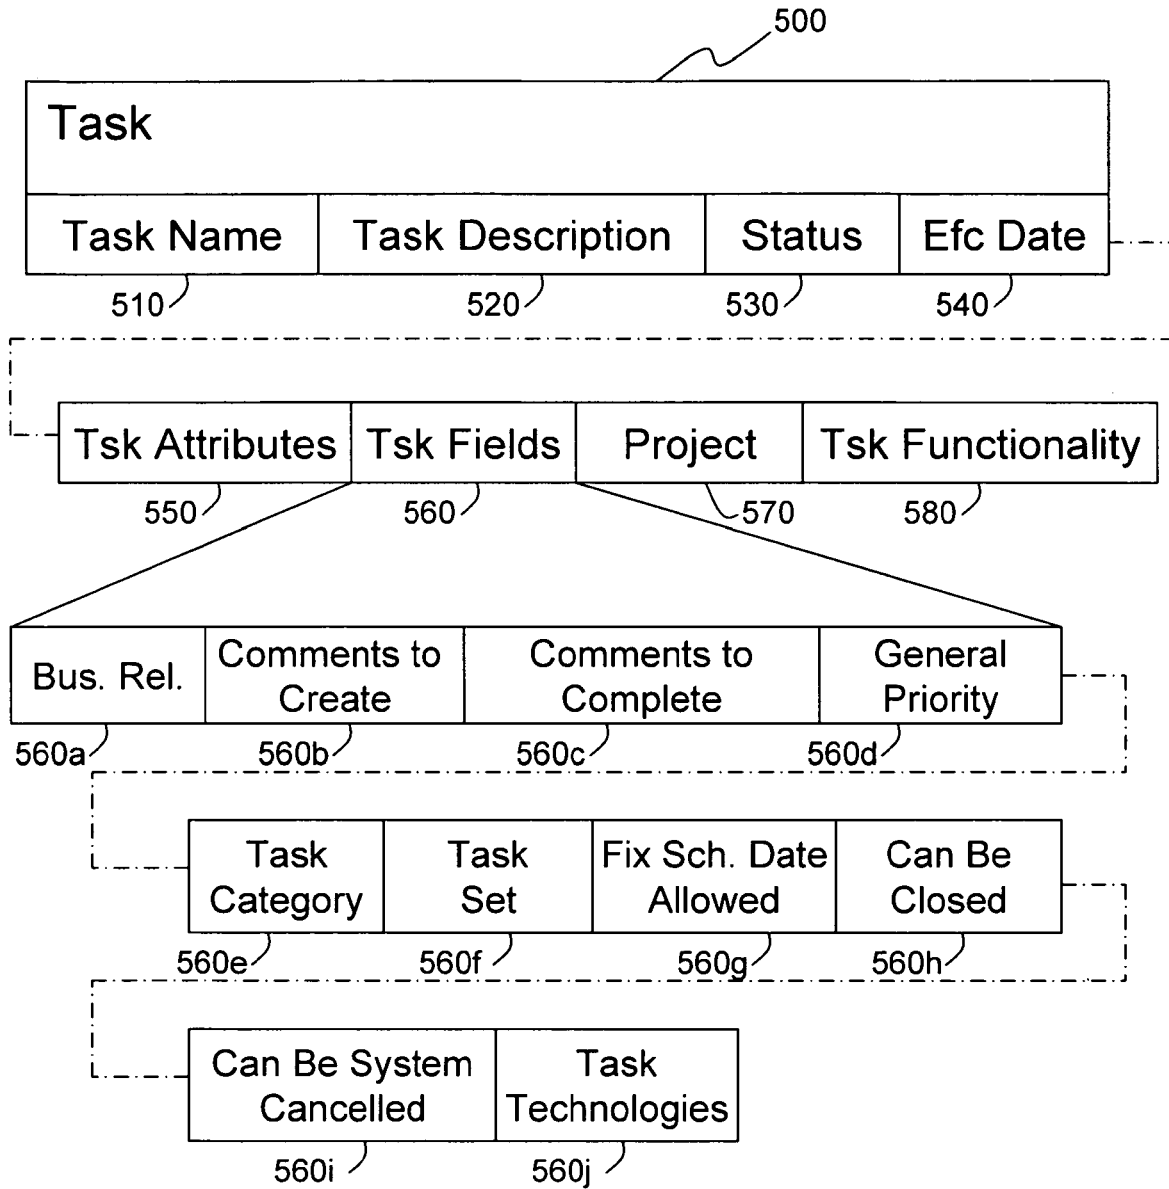 500
Task
Task Name Task Description Status Efc Date
510 520 530 540
Tsk Attributes Tsk Fields Project Tsk Functionality
550 560 570 580
Bus. Rel.
Comments to
Create
Comments to
Complete
General
Priority
560a 560b 560c 560d
Task
Category
Task
Set
Fix Sch. Date
Allowed
Can Be
Closed
560e 560f 560g 560h
Can Be System
Cancelled
Task
Technologies
560i 560j